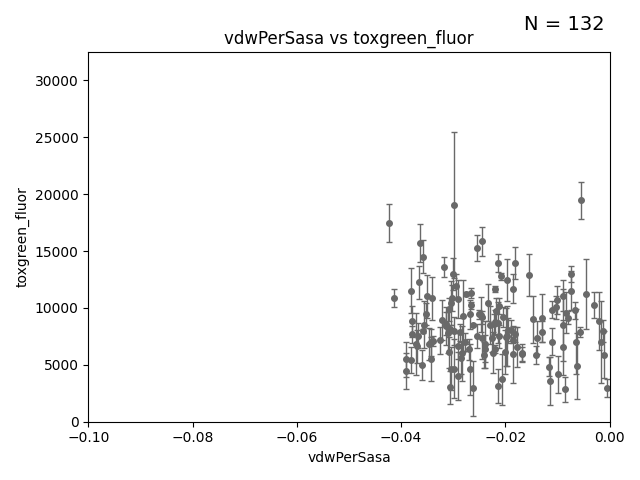 N = 132
vdwPerSasa vs toxgreen_fluor
toxgreen_fluor
30000
25000
20000
15000
10000
5000
0
−0.10 −0.08 −0.06 −0.04 −0.02 0.00
vdwPerSasa